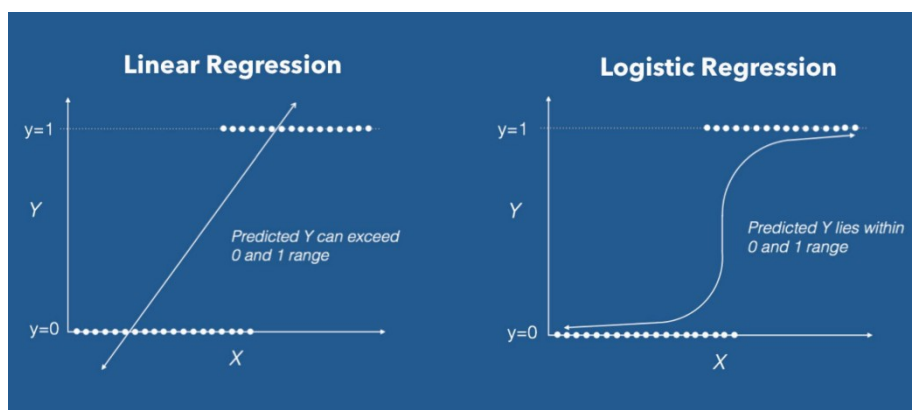 Linear Regression
y=1
Y
Predicted Y can exceed
0 and 1 range
y=0
X
Logistic Regression
y=1
Y
Predicted Y lies within
0 and 1 range
y=0
X